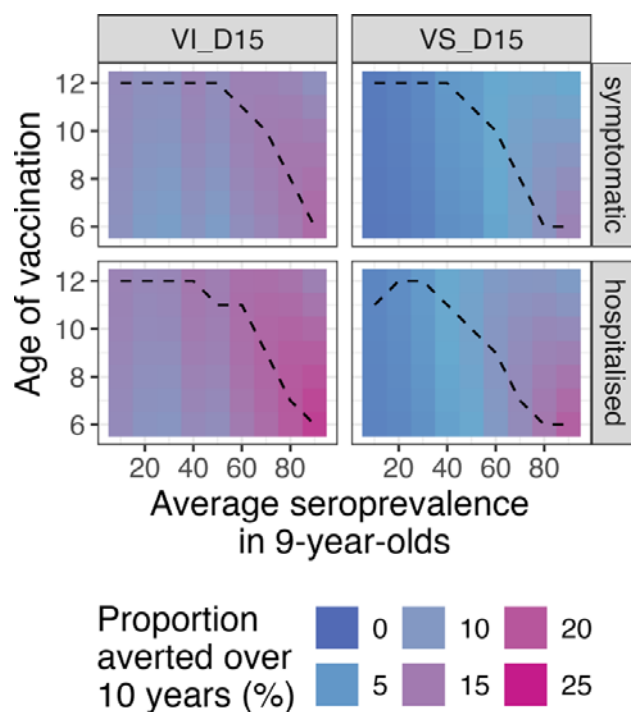 VI_D15 VS_D15
Age of vaccination
12
10
8
6
symptomatic
12
10
8
6
hospitalised
20 40 60 80 20 40 60 80
Average seroprevalence
in 9-year-olds
Proportion
averted over
10 years (%)
0 10 20
5 15 25